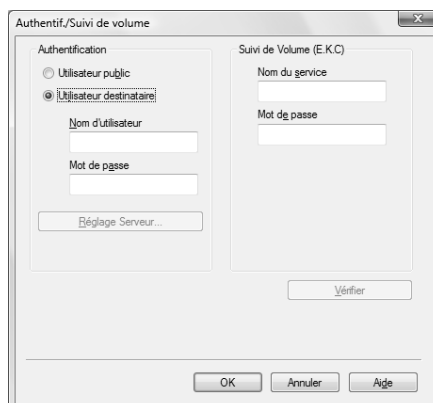 Authentif./Suivi de volume
Authentification
Utilisateur public
Utilisateur destinataire
Nom d'utilisateur
Mot de passe
Réglage Serveur...
Suivi de Volume (E.K.C)
Nom du service
Mot de passe
Vérifier
OK
Annuler
Aide